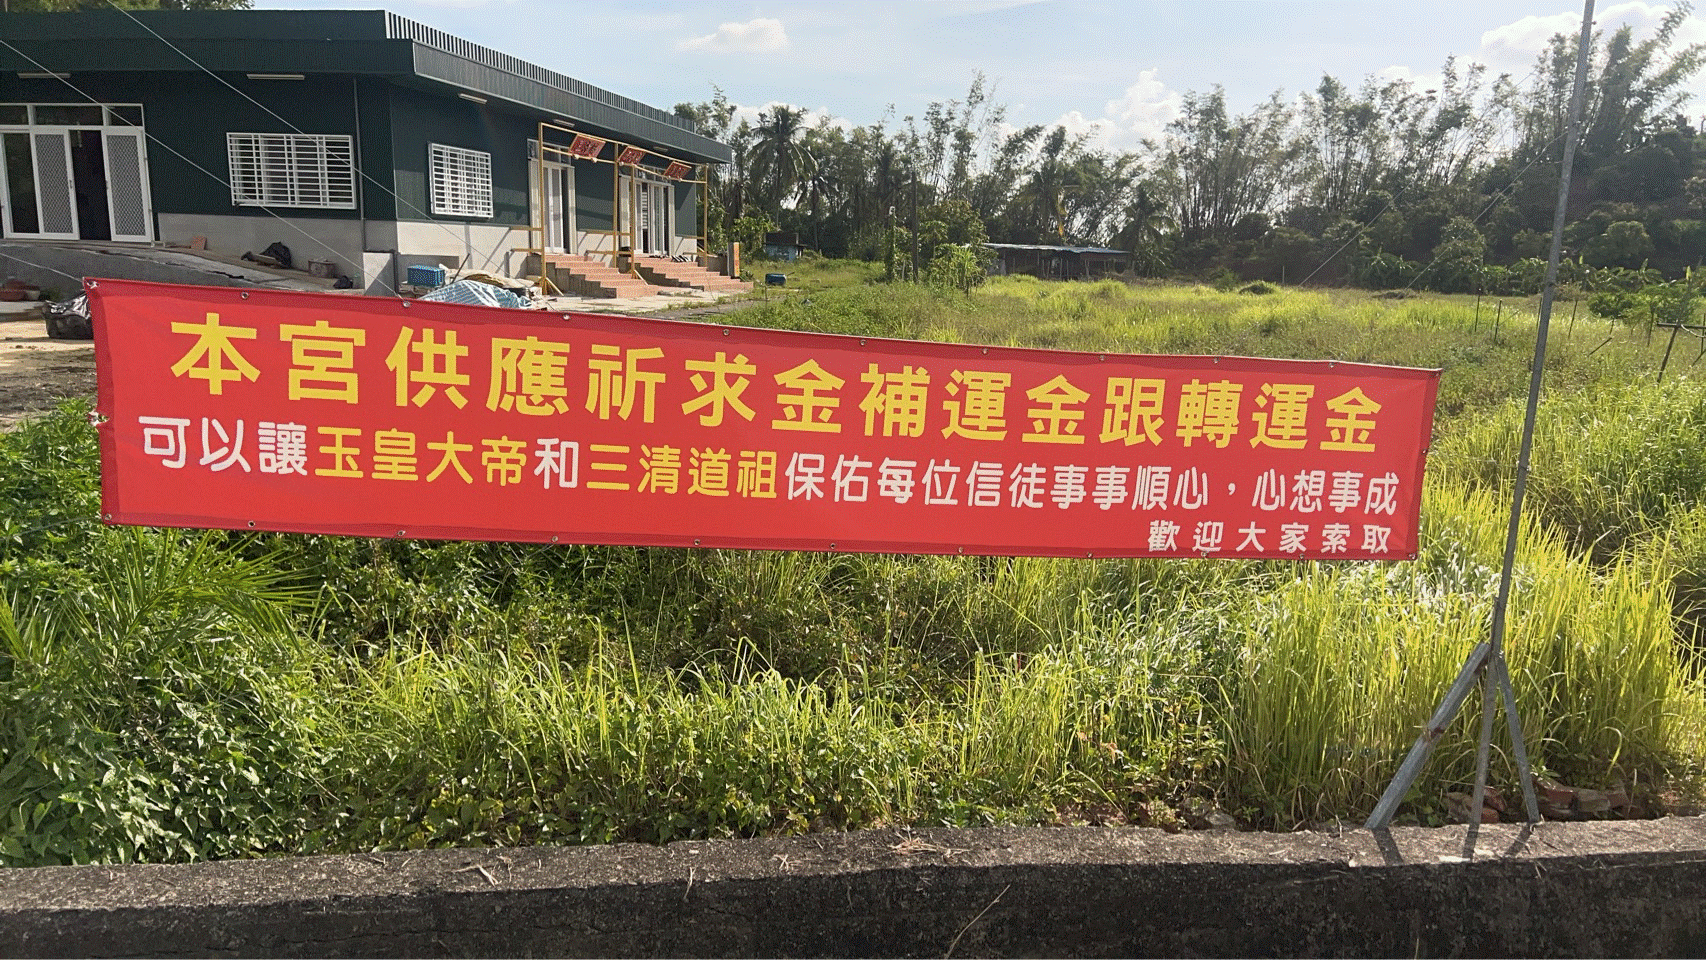 本宮供應祈求金補運金跟轉運金
可以讓玉皇大帝和三清道祖保佑每位信徒事事順心，心想事成
歡迎大家索取